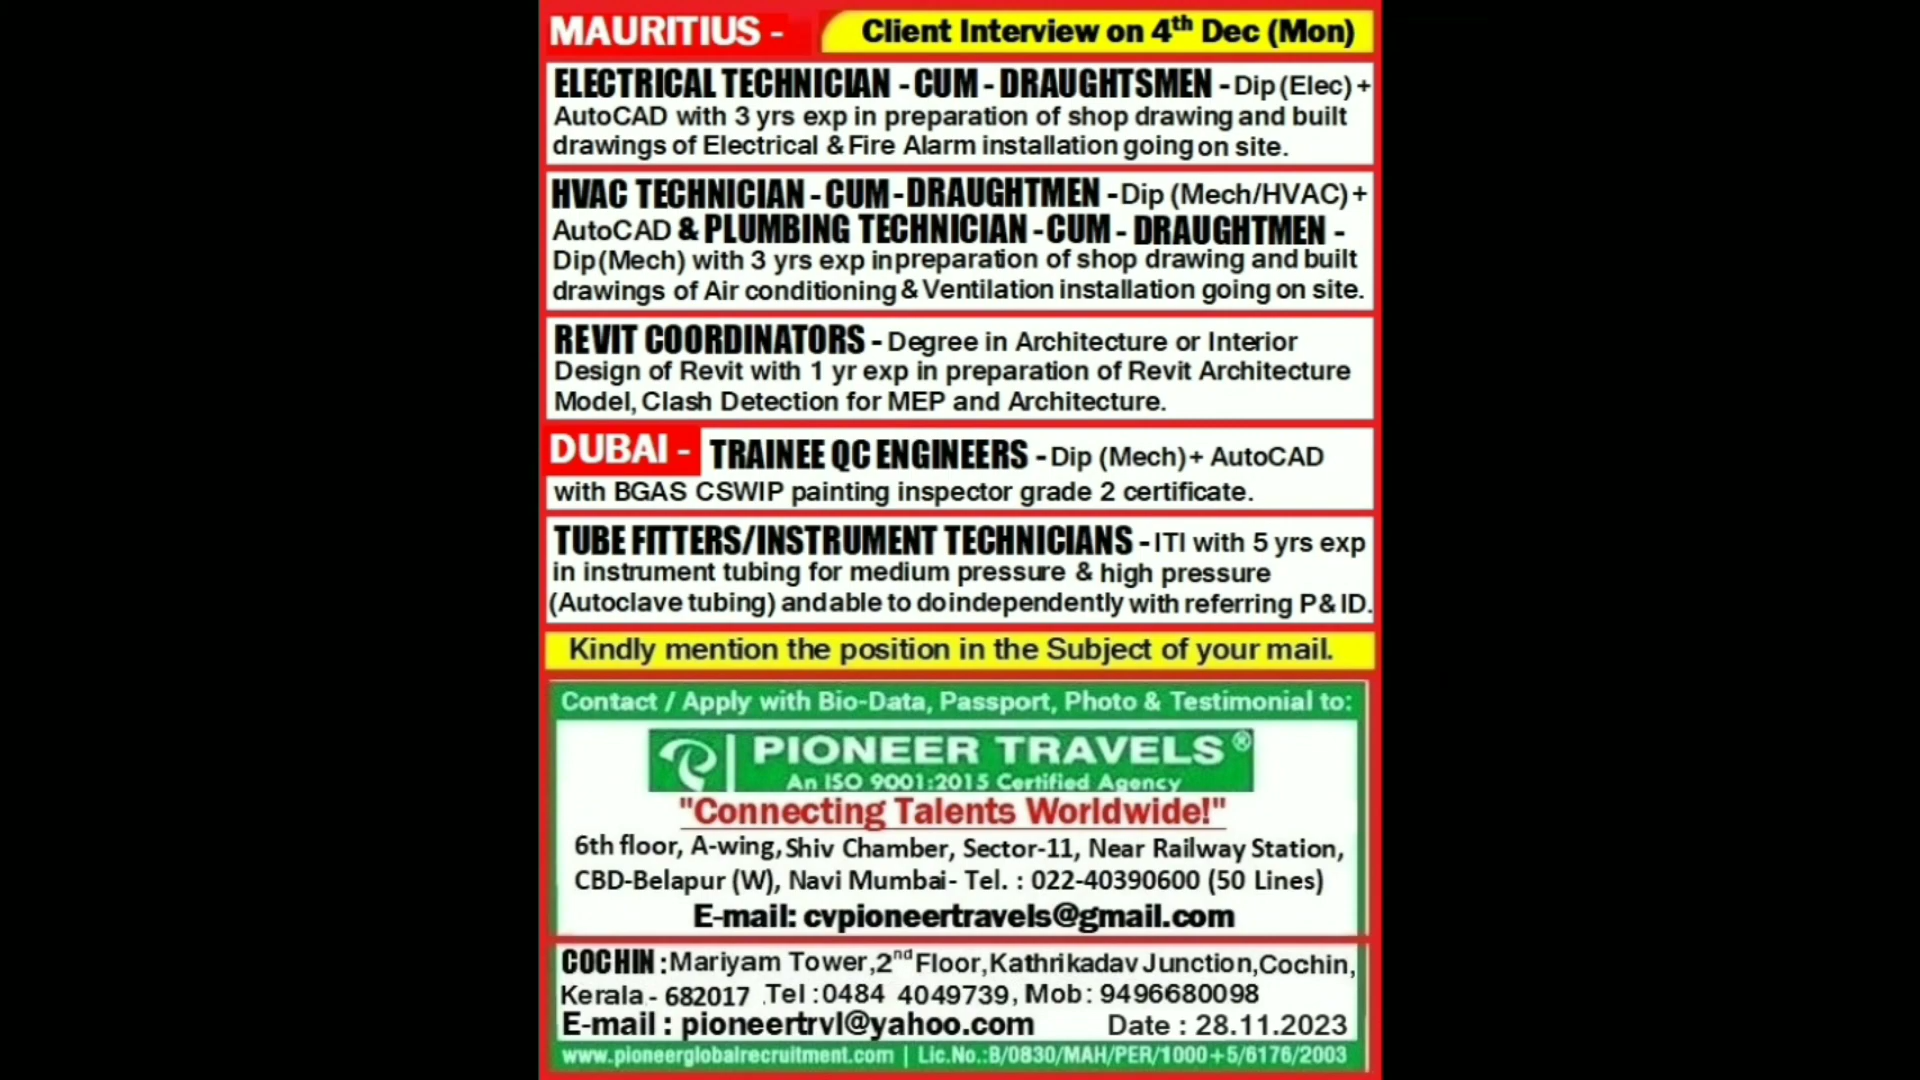 MAURITIUS - Client Interview on 4th Dec (Mon)
ELECTRICAL TECHNICIAN - CUM - DRAUGHTSMEN - Dip (Elec) +
AutoCAD with 3 yrs exp in preparation of shop drawing and built
drawings of Electrical & Fire Alarm installation going on site.
HVAC TECHNICIAN - CUM - DRAUGHTMEN - Dip (Mech/HVAC) +
AutoCAD & PLUMBING TECHNICIAN - CUM - DRAUGHTMEN -
Dip (Mech) with 3 yrs exp in preparation of shop drawing and built
drawings of Air conditioning & Ventilation installation going on site.
REVIT COORDINATORS - Degree in Architecture or Interior
Design of Revit with 1 yr exp in preparation of Revit Architecture
Model, Clash Detection for MEP and Architecture.
DUBAI - TRAINEE QC ENGINEERS - Dip (Mech) + AutoCAD
with BGAS CSWIP painting inspector grade 2 certificate.
TUBE FITTERS/INSTRUMENT TECHNICIANS - ITI with 5 yrs exp
in instrument tubing for medium pressure & high pressure
(Autoclave tubing) and able to do independently with referring P & ID.
Kindly mention the position in the Subject of your mail.
Contact / Apply with Bio-Data, Passport, Photo & Testimonial to:
PIONEER TRAVELS ®
An ISO 9001:2015 Certified Agency
"Connecting Talents Worldwide!"
6th floor, A-wing, Shiv Chamber, Sector-11, Near Railway Station,
CBD-Belapur (W), Navi Mumbai- Tel. : 022-40390600 (50 Lines)
E-mail: cvpioneertravels@gmail.com
COCHIN : Mariyam Tower, 2nd Floor, Kathrikadav Junction, Cochin,
Kerala - 682017 .Tel : 0484 4049739, Mob: 9496680098
E-mail : pioneertrvl@yahoo.com Date : 28.11.2023
www.pioneerglobalrecruitment.com | Lic.No.:B/0830/MAH/PER/1000+5/6176/2003